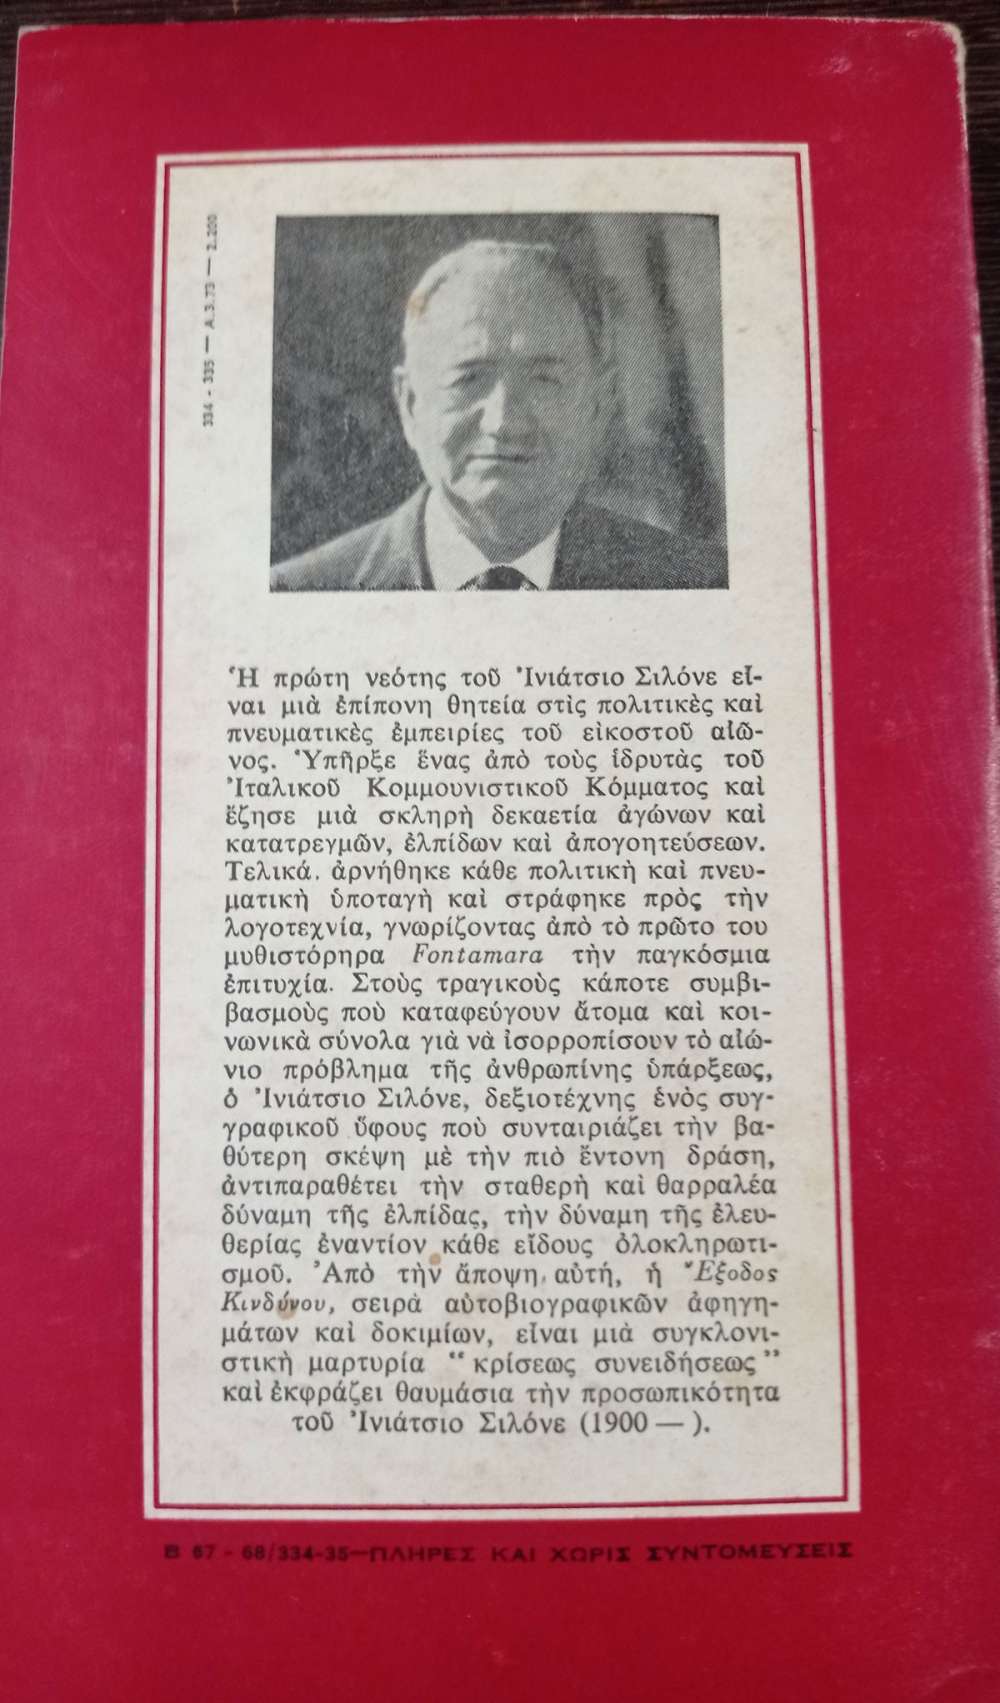 334 - 335 — Α.3.73 — 2.200
Ἡ πρώτη νεότης τοῦ Ἰνιάτσιο Σιλόνε εἶ-
ναι μιὰ ἐπίπονη θητεία στὶς πολιτικὲς καὶ
πνευματικὲς ἐμπειρίες τοῦ εἰκοστοῦ αἰῶ-
νος. Ὑπῆρξε ἕνας ἀπὸ τοὺς ἱδρυτὰς τοῦ
Ἰταλικοῦ Κομμουνιστικοῦ Κόμματος καὶ
ἔζησε μιὰ σκληρὴ δεκαετία ἀγώνων καὶ
κατατρεγμῶν, ἐλπίδων καὶ ἀπογοητεύσεων.
Τελικά, ἀρνήθηκε κάθε πολιτικὴ καὶ πνευ-
ματικὴ ὑποταγὴ καὶ στράφηκε πρὸς τὴν
λογοτεχνία, γνωρίζοντας ἀπὸ τὸ πρῶτο του
μυθιστόρηρα Fontamara τὴν παγκόσμια
ἐπιτυχία. Στοὺς τραγικοὺς κάποτε συμβι-
βασμοὺς ποὺ καταφεύγουν ἄτομα καὶ κοι-
νωνικὰ σύνολα γιὰ νὰ ἰσορροπίσουν τὸ αἰώ-
νιο πρόβλημα τῆς ἀνθρωπίνης ὑπάρξεως,
ὁ Ἰνιάτσιο Σιλόνε, δεξιοτέχνης ἑνὸς συγ-
γραφικοῦ ὕφους ποὺ συνταιριάζει τὴν βα-
θύτερη σκέψη μὲ τὴν πιὸ ἔντονη δράση,
ἀντιπαραθέτει τὴν σταθερὴ καὶ θαρραλέα
δύναμη τῆς ἐλπίδας, τὴν δύναμη τῆς ἐλευ-
θερίας ἐναντίον κάθε εἴδους ὁλοκληρωτι-
σμοῦ. Ἀπὸ τὴν ἄποψη αὐτή, ἡ Ἔξοδος
Κινδύνου, σειρὰ αὐτοβιογραφικῶν ἀφηγη-
μάτων καὶ δοκιμίων, εἶναι μιὰ συγκλονι-
στικὴ μαρτυρία “κρίσεως συνειδήσεως”
καὶ ἐκφράζει θαυμάσια τὴν προσωπικότητα
τοῦ Ἰνιάτσιο Σιλόνε (1900 — ).
Β 67 - 68/334-35—ΠΛΗΡΕΣ ΚΑΙ ΧΩΡΙΣ ΣΥΝΤΟΜΕΥΣΕΙΣ